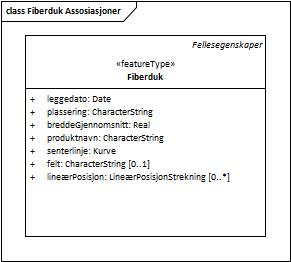 class Fiberduk Assosiasjoner
Fellesegenskaper
«featureType»
Fiberduk
+ leggedato: Date
+ plassering: CharacterString
+ breddeGjennomsnitt: Real
+ produktnavn: CharacterString
+ senterlinje: Kurve
+ felt: CharacterString [0..1]
+ lineærPosisjon: LineærPosisjonStrekning [0..*]